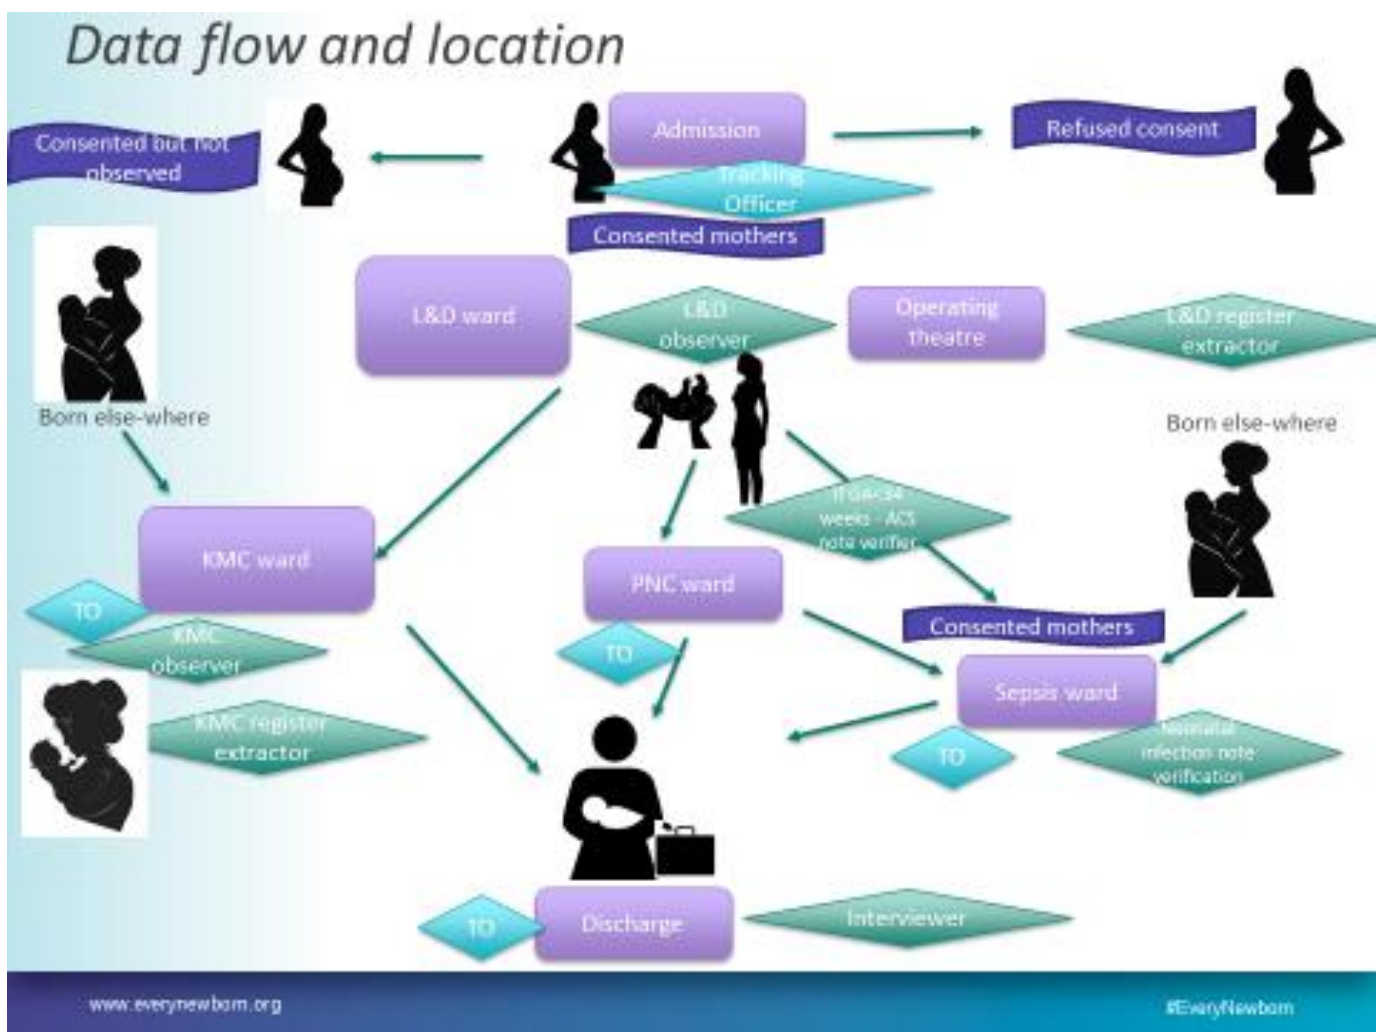 Data flow and location
Consented but not
observed
Admission
Refused consent
Tracking
Officer
Consented mothers
L&D ward
L&D
observer
Operating
theatre
L&D register
extractor
Born else-where
Born else-where
If GA<34
weeks - ACS
note verifier
KMC ward
PNC ward
TO
KMC
observer
TO
Consented mothers
Sepsis ward
KMC register
extractor
TO
Neonatal
infection note
verification
TO
Discharge
Interviewer
www.everynewborn.org
#EveryNewborn